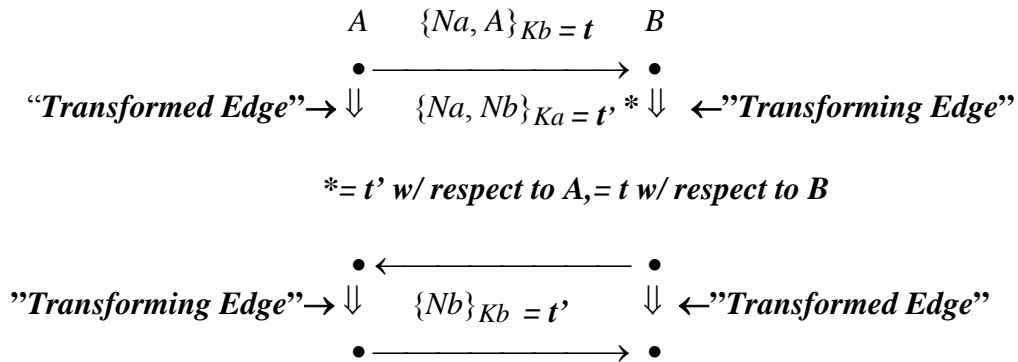 A {Na, A}Kb = t B
• ⟶ •
“Transformed Edge”→ ⇓ {Na, Nb}Ka = t’ * ⇓ ←”Transforming Edge”
*= t’ w/ respect to A,= t w/ respect to B
• ⟵ •
”Transforming Edge”→ ⇓ {Nb}Kb = t’ ⇓ ←”Transformed Edge”
• ⟶ •